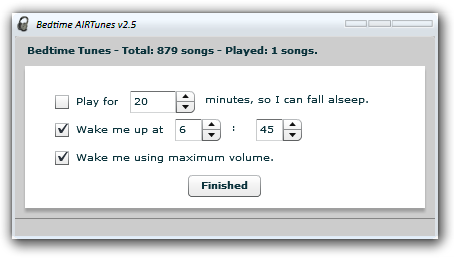 Bedtime AIRTunes v2.5
Bedtime Tunes - Total: 879 songs - Played: 1 songs.
Play for 20 minutes, so I can fall alseep.
Wake me up at 6 : 45
Wake me using maximum volume.
Finished